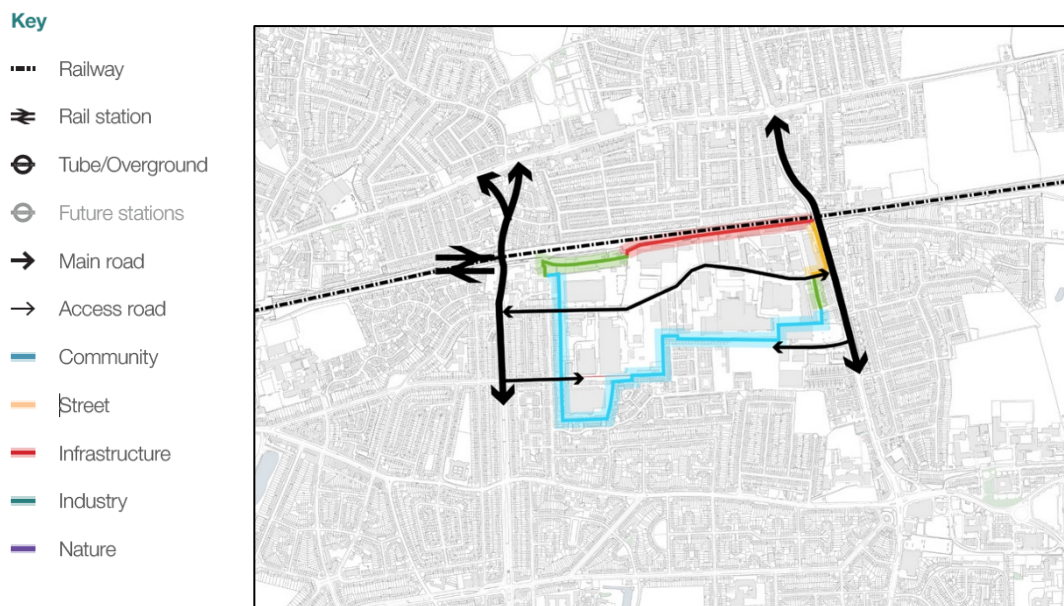 Key
Railway
Rail station
Tube/Overground
Future stations
Main road
Access road
Community
Street
Infrastructure
Industry
Nature